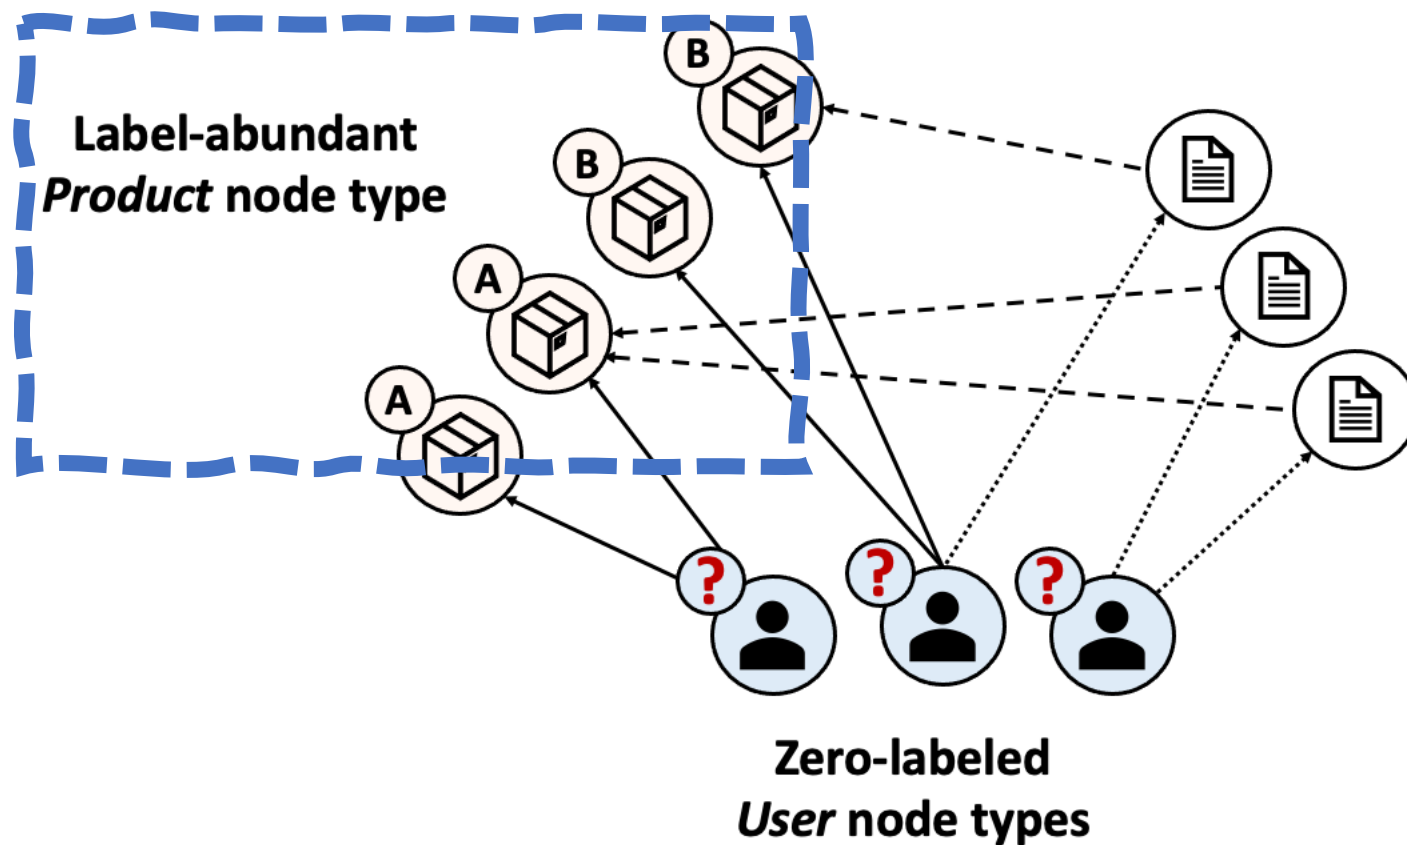 B
Label-abundant
B
Product node type
A
A
?
?
?
Zero-labeled
User node types